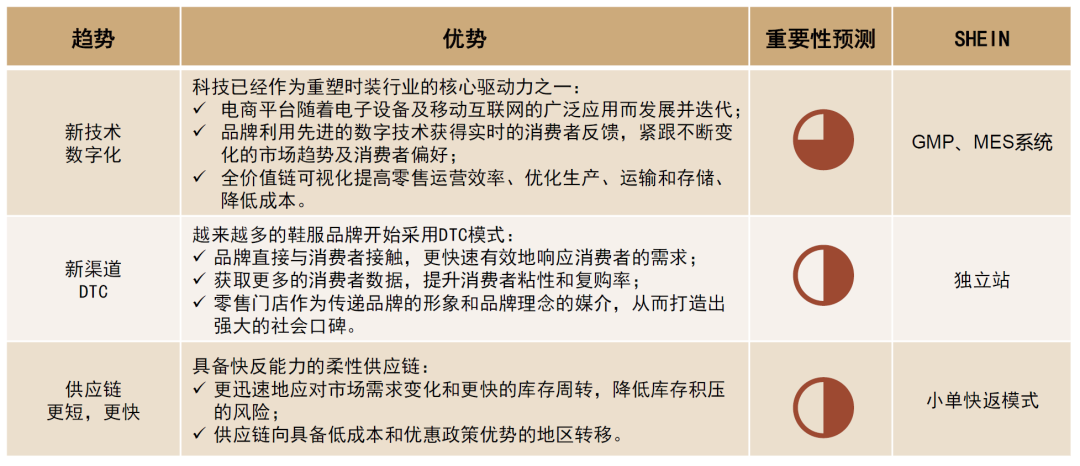 趋势
优势
重要性预测
SHEIN
新技术
数字化
科技已经作为重塑时装行业的核心驱动力之一：
✓ 电商平台随着电子设备及移动互联网的广泛应用而发展并迭代；
✓ 品牌利用先进的数字技术获得实时的消费者反馈，紧跟不断变
化的市场趋势及消费者偏好；
✓ 全价值链可视化提高零售运营效率、优化生产、运输和存储、
降低成本。
GMP、MES系统
新渠道
DTC
越来越多的鞋服品牌开始采用DTC模式：
✓ 品牌直接与消费者接触，更快速有效地响应消费者的需求；
✓ 获取更多的消费者数据，提升消费者粘性和复购率；
✓ 零售门店作为传递品牌的形象和品牌理念的媒介，从而打造出
强大的社会口碑。
独立站
供应链
更短，更快
具备快反能力的柔性供应链：
✓ 更迅速地应对市场需求变化和更快的库存周转，降低库存积压
的风险；
✓ 供应链向具备低成本和优惠政策优势的地区转移。
小单快返模式